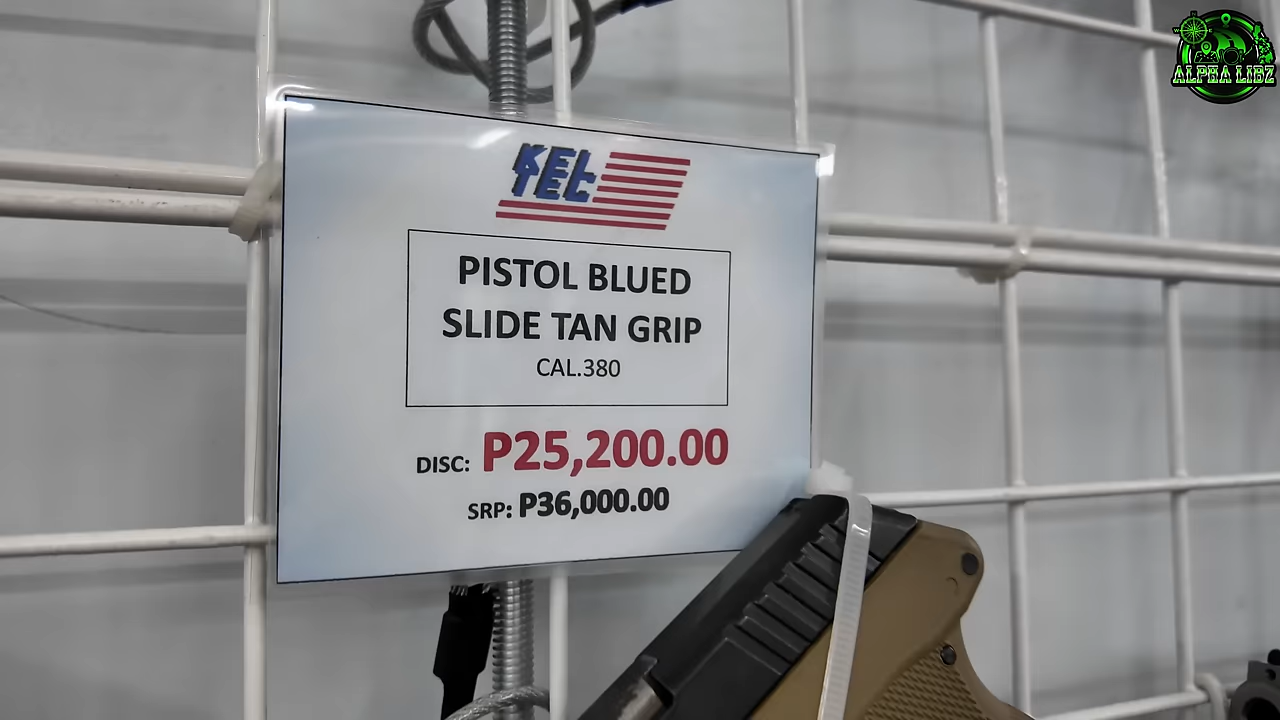 ALPHA LIBZ
KEL
TEC
PISTOL BLUED
SLIDE TAN GRIP
CAL.380
DISC: P25,200.00
SRP: P36,000.00